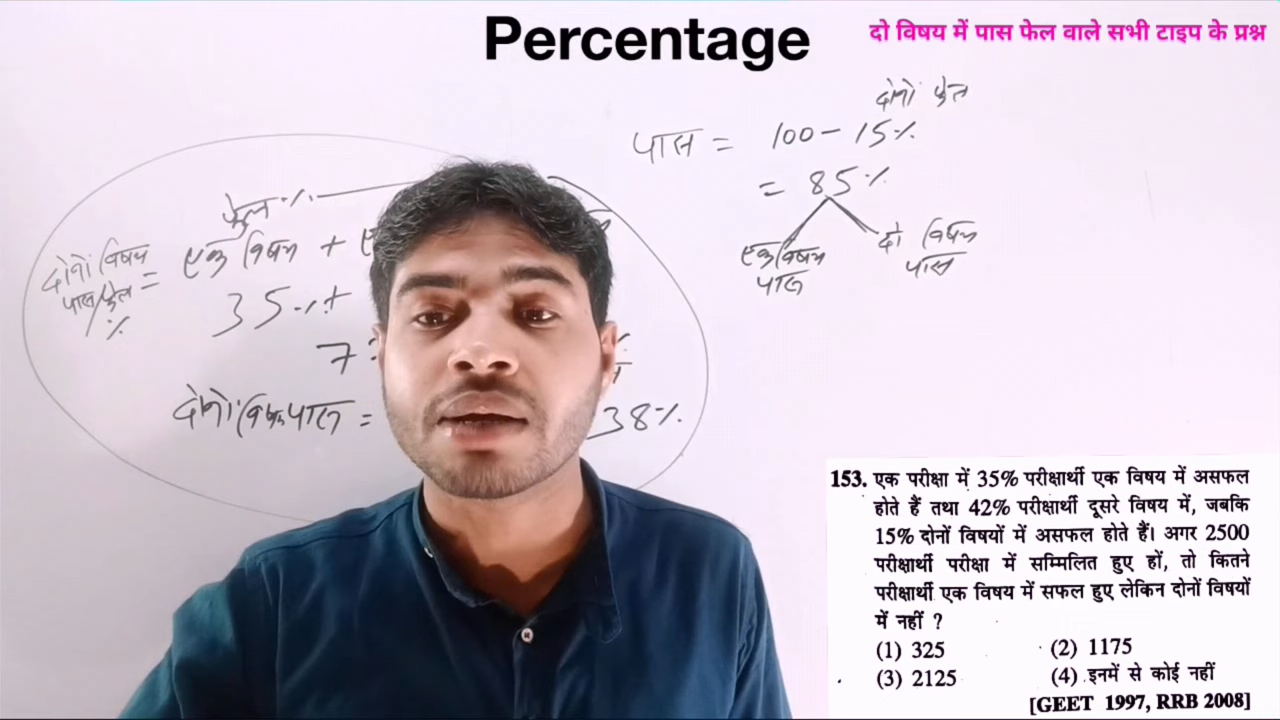 Percentage
दो विषय में पास फेल वाले सभी टाइप के प्रश्न
दोनों फेल
पास = 100 - 15%
= 85%
एक विषय पास
दो विषय पास
फेल %
दोनों विषय पास/फेल % = एक विषय +
35% +
7
दोनों विषय पास =
38%
153. एक परीक्षा में 35% परीक्षार्थी एक विषय में असफल
होते हैं तथा 42% परीक्षार्थी दूसरे विषय में, जबकि
15% दोनों विषयों में असफल होते हैं। अगर 2500
परीक्षार्थी परीक्षा में सम्मिलित हुए हों, तो कितने
परीक्षार्थी एक विषय में सफल हुए लेकिन दोनों विषयों
में नहीं ?
(1) 325 (2) 1175
(3) 2125 (4) इनमें से कोई नहीं
[GEET 1997, RRB 2008]